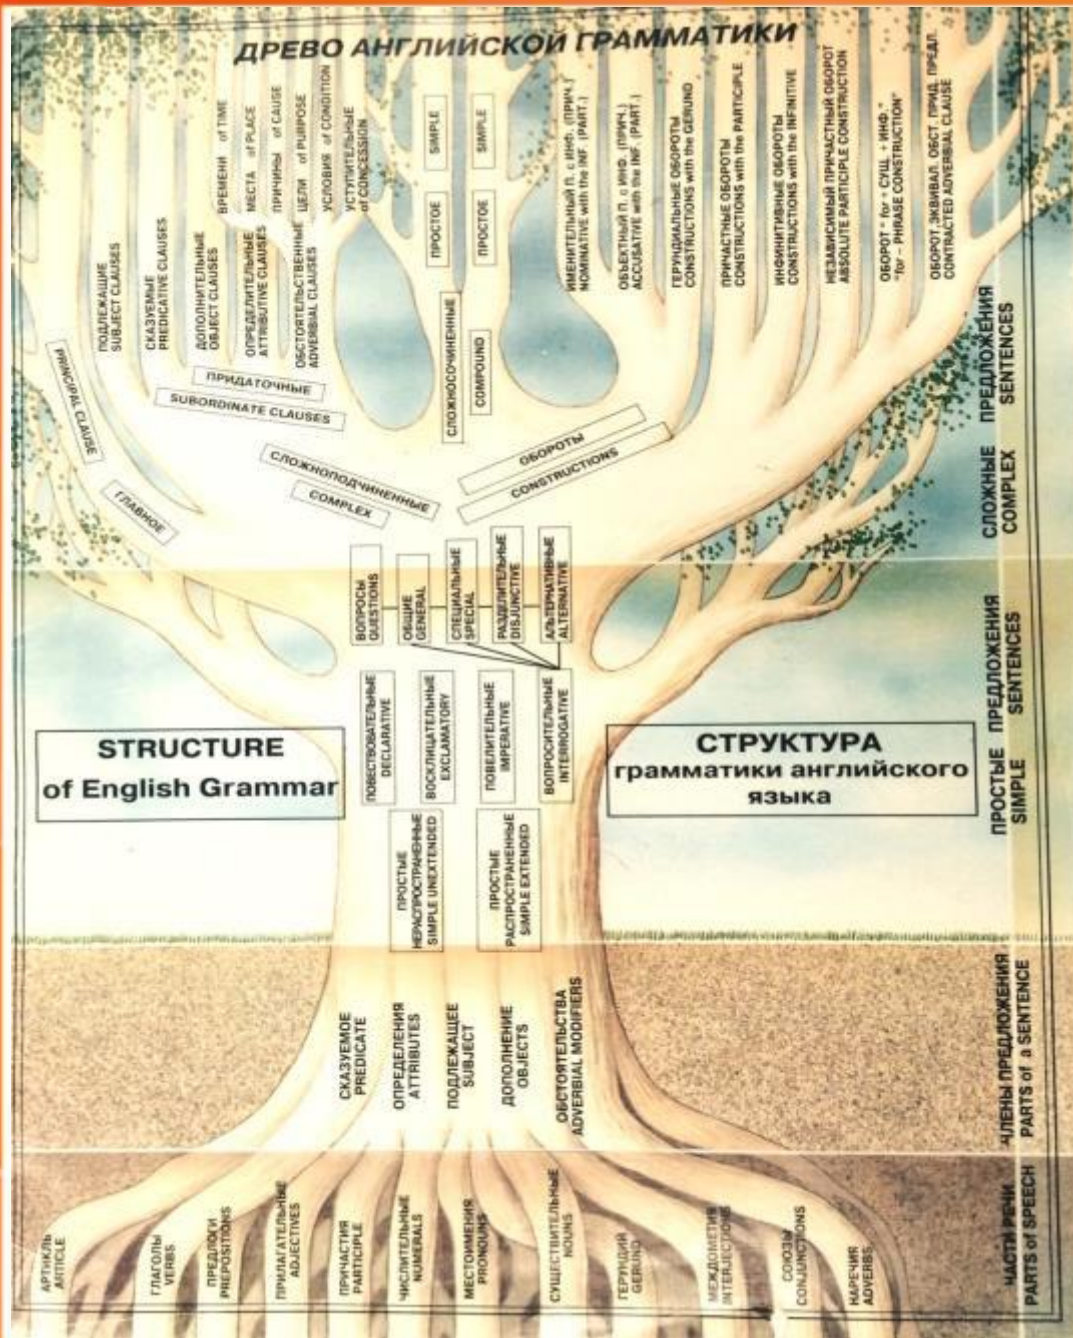 ДРЕВО АНГЛИЙСКОЙ ГРАММАТИКИ
ПОДЛЕЖАЩИЕ
SUBJECT CLAUSES
СКАЗУЕМЫЕ
PREDICATIVE CLAUSES
ДОПОЛНИТЕЛЬНЫЕ
OBJECT CLAUSES
ОПРЕДЕЛИТЕЛЬНЫЕ
ATTRIBUTIVE CLAUSES
ОБСТОЯТЕЛЬСТВЕННЫЕ
ADVERBIAL CLAUSES
ВРЕМЕНИ of TIME
МЕСТА of PLACE
ПРИЧИНЫ of CAUSE
ЦЕЛИ of PURPOSE
УСЛОВИЯ of CONDITION
УСТУПИТЕЛЬНЫЕ
of CONCESSION
ПРОСТОЕ
SIMPLE
ПРОСТОЕ
SIMPLE
ИМЕНИТЕЛЬНЫЙ П. с ИНФ. (ПРИЧ.)
NOMINATIVE with the INF. (PART.)
ОБЪЕКТНЫЙ П. с ИНФ. (ПРИЧ.)
ACCUSATIVE with the INF. (PART.)
ГЕРУНДИАЛЬНЫЕ ОБОРОТЫ
CONSTRUCTIONS with the GERUND
ПРИЧАСТНЫЕ ОБОРОТЫ
CONSTRUCTIONS with the PARTICIPLE
ИНФИНИТИВНЫЕ ОБОРОТЫ
CONSTRUCTIONS with the INFINITIVE
НЕЗАВИСИМЫЙ ПРИЧАСТНЫЙ ОБОРОТ
ABSOLUTE PARTICIPLE CONSTRUCTION
ОБОРОТ " for + СУЩ. + ИНФ."
"for - PHRASE CONSTRUCTION"
ОБОРОТ, ЭКВИВАЛ. ОБСТ. ПРИД. ПРЕДЛ.
CONTRACTED ADVERBIAL CLAUSE
PRINCIPAL CLAUSE
ГЛАВНОЕ
ПРИДАТОЧНЫЕ
SUBORDINATE CLAUSES
СЛОЖНОПОДЧИНЕННЫЕ
COMPLEX
СЛОЖНОСОЧИНЕННЫЕ
COMPOUND
ОБОРОТЫ
CONSTRUCTIONS
СЛОЖНЫЕ ПРЕДЛОЖЕНИЯ
COMPLEX SENTENCES
ВОПРОСЫ
QUESTIONS
ОБЩИЕ
GENERAL
СПЕЦИАЛЬНЫЕ
SPECIAL
РАЗДЕЛИТЕЛЬНЫЕ
DISJUNCTIVE
АЛЬТЕРНАТИВНЫЕ
ALTERNATIVE
ПОВЕСТВОВАТЕЛЬНЫЕ
DECLARATIVE
ВОСКЛИЦАТЕЛЬНЫЕ
EXCLAMATORY
ПОВЕЛИТЕЛЬНЫЕ
IMPERATIVE
ВОПРОСИТЕЛЬНЫЕ
INTERROGATIVE
STRUCTURE
of English Grammar
СТРУКТУРА
грамматики английского
языка
ПРОСТЫЕ
НЕРАСПРОСТРАНЕННЫЕ
SIMPLE UNEXTENDED
ПРОСТЫЕ
РАСПРОСТРАНЕННЫЕ
SIMPLE EXTENDED
ПРОСТЫЕ ПРЕДЛОЖЕНИЯ
SIMPLE SENTENCES
СКАЗУЕМОЕ
PREDICATE
ОПРЕДЕЛЕНИЯ
ATTRIBUTES
ПОДЛЕЖАЩЕЕ
SUBJECT
ДОПОЛНЕНИЕ
OBJECTS
ОБСТОЯТЕЛЬСТВА
ADVERBIAL MODIFIERS
ЧЛЕНЫ ПРЕДЛОЖЕНИЯ
PARTS of a SENTENCE
АРТИКЛЬ
ARTICLE
ГЛАГОЛЫ
VERBS
ПРЕДЛОГИ
PREPOSITIONS
ПРИЛАГАТЕЛЬНЫЕ
ADJECTIVES
ПРИЧАСТИЯ
PARTICIPLE
ЧИСЛИТЕЛЬНЫЕ
NUMERALS
МЕСТОИМЕНИЯ
PRONOUNS
СУЩЕСТВИТЕЛЬНЫЕ
NOUNS
ГЕРУНДИЙ
GERUND
МЕЖДОМЕТИЯ
INTERJECTIONS
СОЮЗЫ
CONJUNCTIONS
НАРЕЧИЯ
ADVERBS
ЧАСТИ РЕЧИ
PARTS of SPEECH